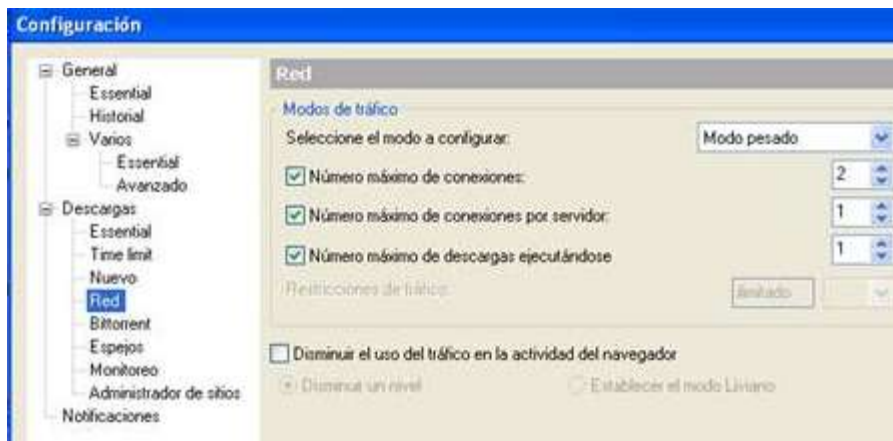 Configuración
General
Essential
Historial
Varios
Essential
Avanzado
Descargas
Essential
Time limit
Nuevo
Red
Bittorrent
Espejos
Monitoreo
Administrador de sitios
Notificaciones
Red
Modos de tráfico
Seleccione el modo a configurar: Modo pesado
Número máximo de conexiones: 2
Número máximo de conexiones por servidor: 1
Número máximo de descargas ejecutándose 1
Restricciones de tráfico: ilimitado
Disminuir el uso del tráfico en la actividad del navegador
Disminuir un nivel Establecer el modo Liviano